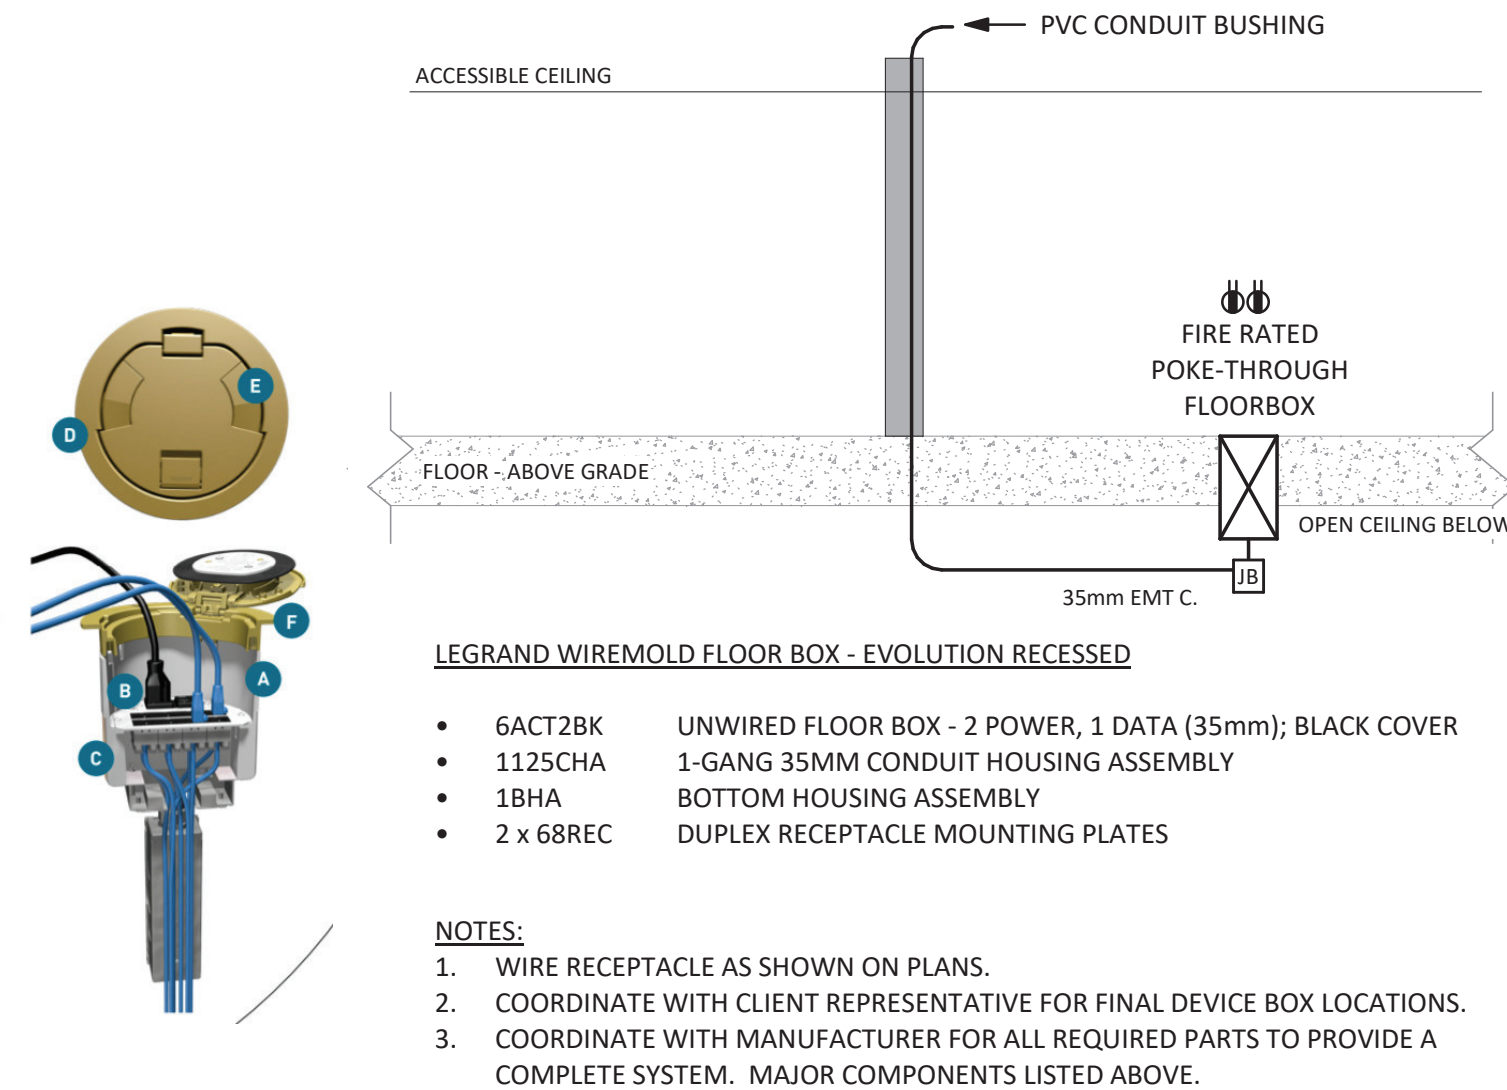 PVC CONDUIT BUSHING
ACCESSIBLE CEILING
FIRE RATED
POKE-THROUGH
FLOORBOX
E
D
FLOOR - ABOVE GRADE
OPEN CEILING BELOW
JB
35mm EMT C.
F
A
B
C
LEGRAND WIREMOLD FLOOR BOX - EVOLUTION RECESSED
• 6ACT2BK UNWIRED FLOOR BOX - 2 POWER, 1 DATA (35mm); BLACK COVER
• 1125CHA 1-GANG 35MM CONDUIT HOUSING ASSEMBLY
• 1BHA BOTTOM HOUSING ASSEMBLY
• 2 x 68REC DUPLEX RECEPTACLE MOUNTING PLATES
NOTES:
1. WIRE RECEPTACLE AS SHOWN ON PLANS.
2. COORDINATE WITH CLIENT REPRESENTATIVE FOR FINAL DEVICE BOX LOCATIONS.
3. COORDINATE WITH MANUFACTURER FOR ALL REQUIRED PARTS TO PROVIDE A
COMPLETE SYSTEM. MAJOR COMPONENTS LISTED ABOVE.